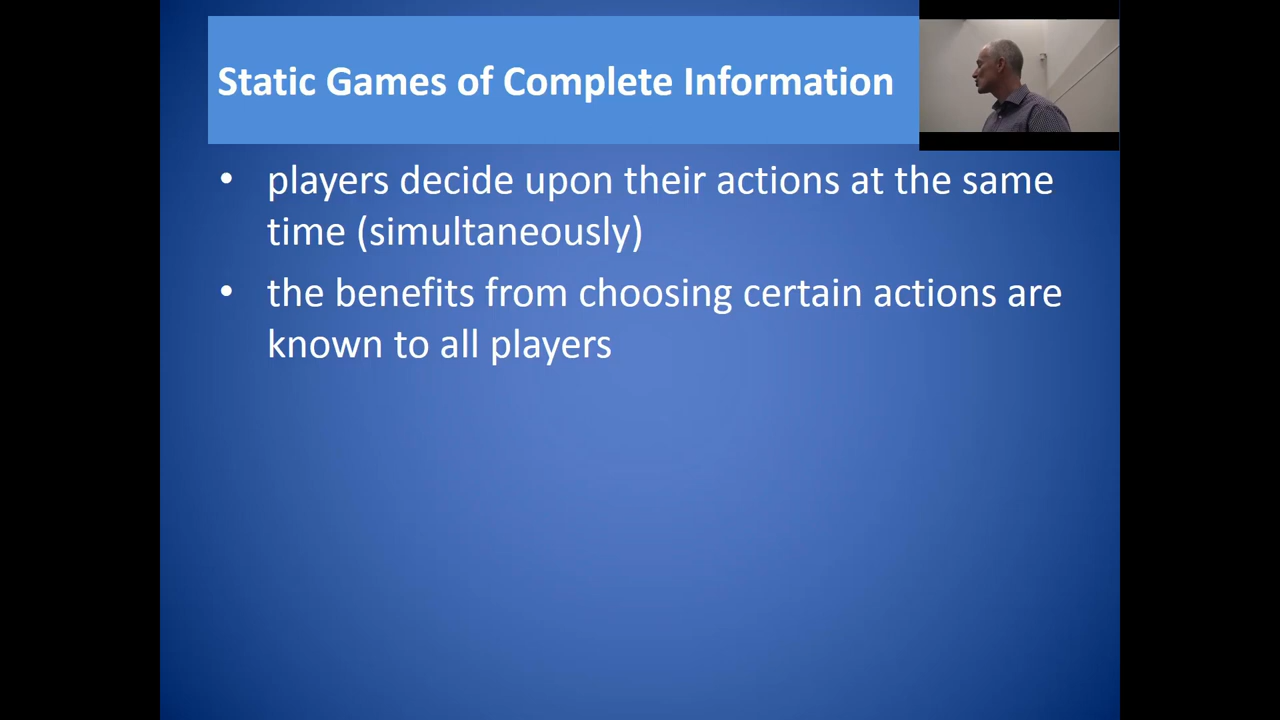 Static Games of Complete Information
• players decide upon their actions at the same
time (simultaneously)
• the benefits from choosing certain actions are
known to all players